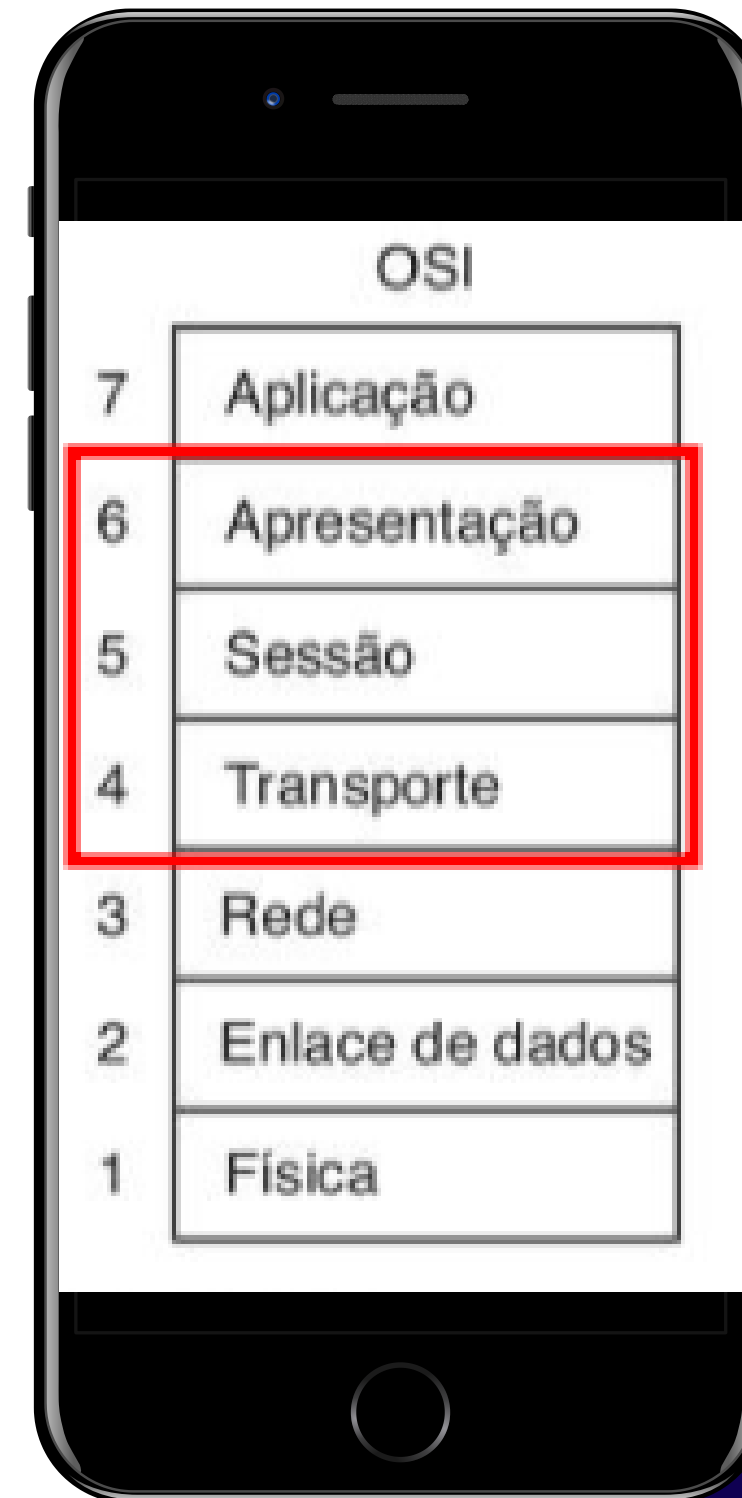 OSI
7 Aplicação
6 Apresentação
5 Sessão
4 Transporte
3 Rede
2 Enlace de dados
1 Física